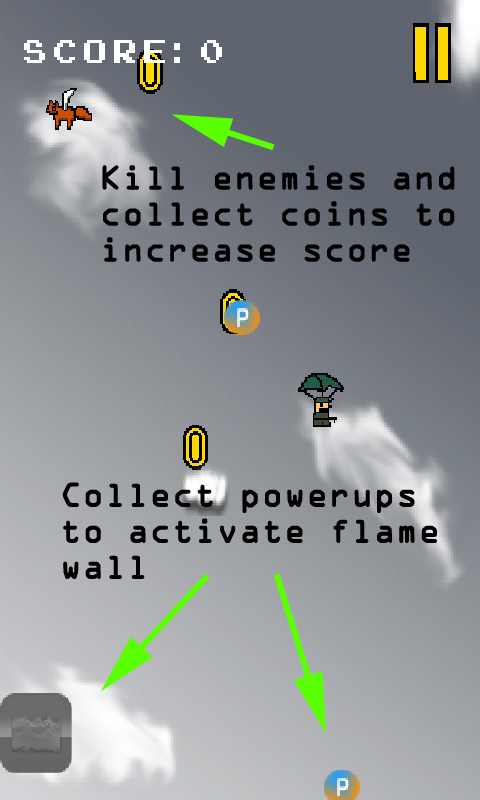 SCORE: 0
Kill enemies and
collect coins to
increase score
P
Collect powerups
to activate flame
wall
P